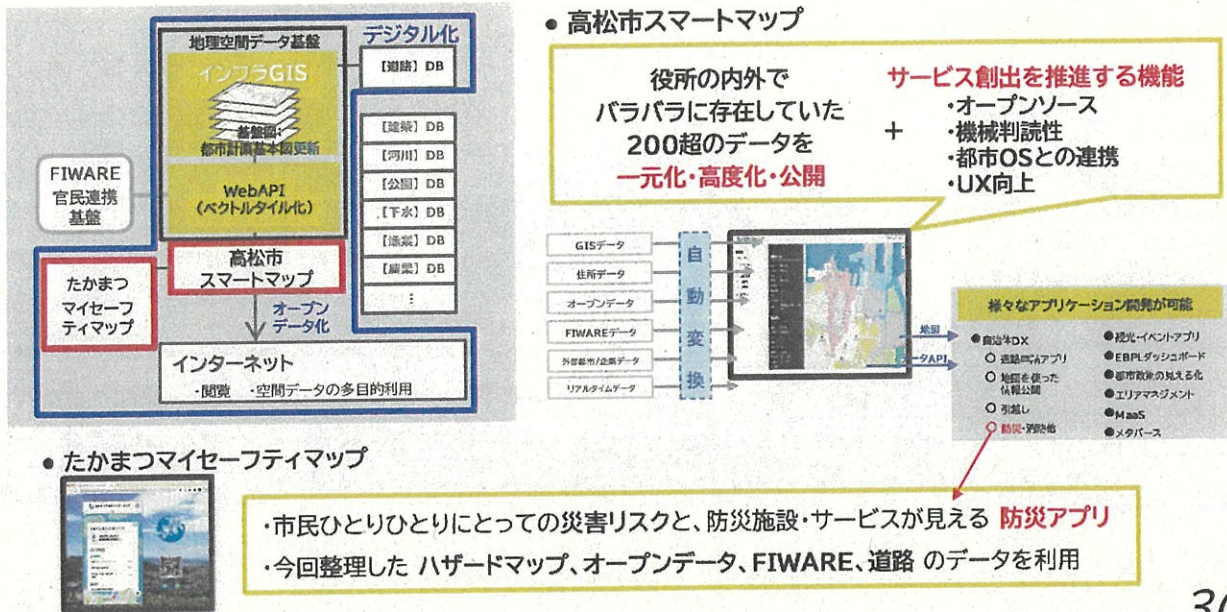 地理空間データ基盤
デジタル化
インフラGIS
基盤図：
都市計画基本図更新
WebAPI
(ベクトルタイル化)
【道路】DB
【建築】DB
【河川】DB
【公園】DB
【下水】DB
【農業】DB
⋮
FIWARE
官民連携
基盤
高松市
スマートマップ
たかまつ
マイセーフ
ティマップ
オープン
データ化
インターネット
・閲覧 ・空間データの多目的利用
● 高松市スマートマップ
役所の内外で
バラバラに存在していた
200超のデータを
一元化・高度化・公開
+
サービス創出を推進する機能
・オープンソース
・機械判読性
・都市OSとの連携
・UX向上
GISデータ
住所データ
オープンデータ
FIWAREデータ
外部都市/企業データ
リアルタイムデータ
自動変換
地図
データAPI
様々なアプリケーション開発が可能
●自治体DX
○ 道路申請アプリ
○ 地図を使った
情報公開
○ 引越し
○ 防災・消防他
●観光・イベントアプリ
●EBPLダッシュボード
●都市政策の見える化
●エリアマネジメント
●MaaS
●メタバース
● たかまつマイセーフティマップ
・市民ひとりひとりにとっての災害リスクと、防災施設・サービスが見える 防災アプリ
・今回整理した ハザードマップ、オープンデータ、FIWARE、道路 のデータを利用